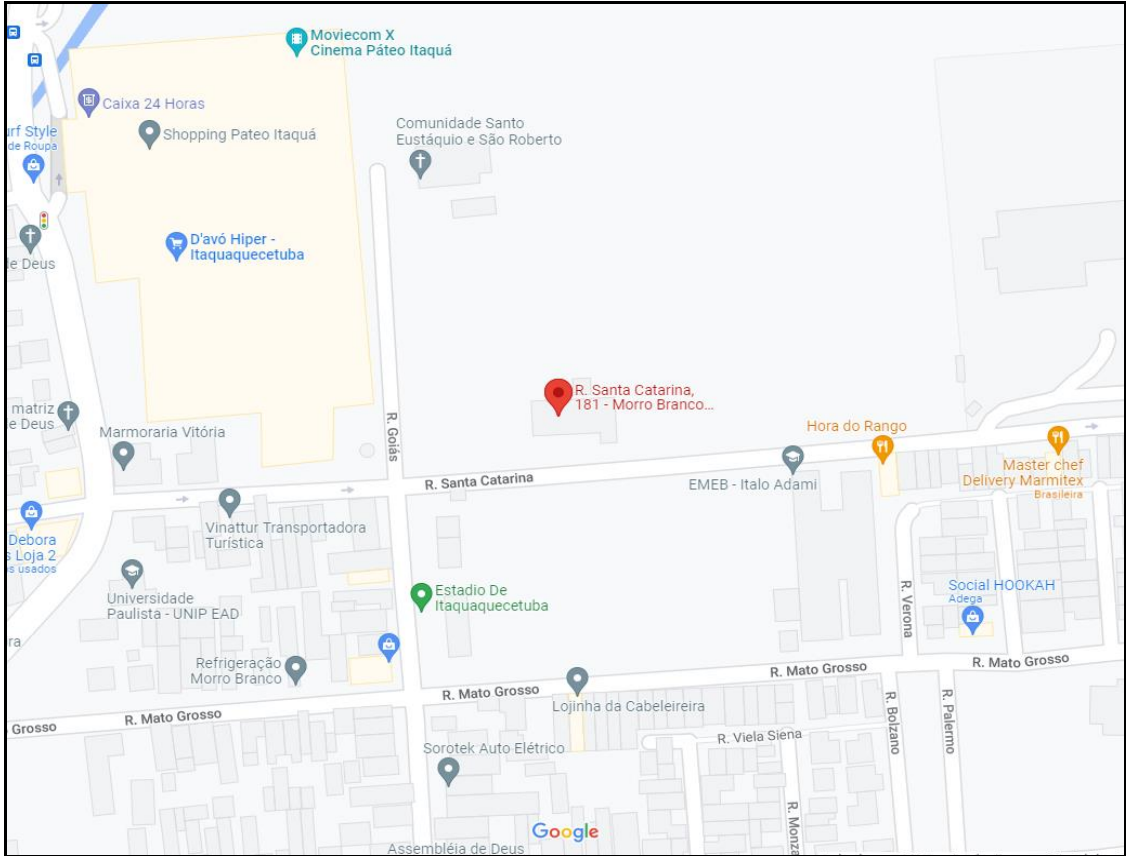 Moviecom X
Cinema Páteo Itaquá
Caixa 24 Horas
Shopping Pateo Itaquá
Comunidade Santo
Eustáquio e São Roberto
urf Style
de Roupa
D'avó Hiper -
Itaquaquecetuba
de Deus
R. Santa Catarina,
181 - Morro Branco...
matriz
e Deus
Marmoraria Vitória
R. Goiás
Hora do Rango
R. Santa Catarina
EMEB - Italo Adami
Master chef
Delivery Marmitex
Brasileira
Vinattur Transportadora
Turística
Debora
s Loja 2
os usados
Universidade
Paulista - UNIP EAD
Estadio De
Itaquaquecetuba
R. Verona
Social HOOKAH
Adega
ra
Refrigeração
Morro Branco
R. Mato Grosso
R. Mato Grosso
R. Mato Grosso
R. Mato Grosso
Grosso
Lojinha da Cabeleireira
R. Bolzano
R. Palermo
R. Viela Siena
Sorotek Auto Elétrico
R. Monza
Google
Assembléia de Deus